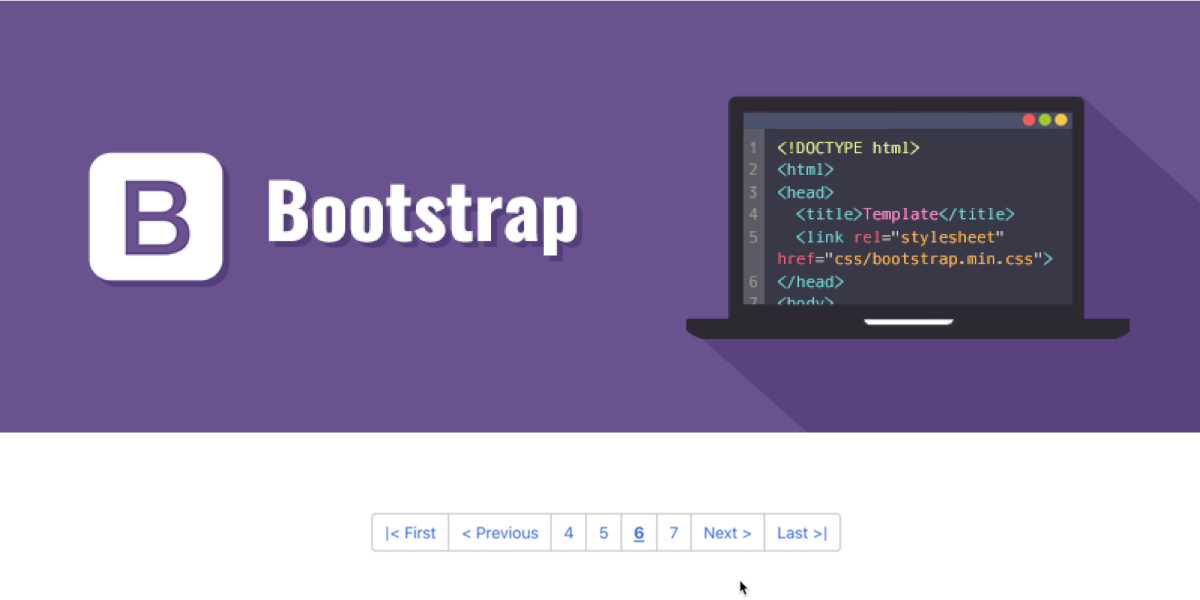 B Bootstrap
1 <!DOCTYPE html>
2 <html>
3 <head>
4 <title>Template</title>
5 <link rel="stylesheet"
href="css/bootstrap.min.css">
6 </head>
7 <body>
|< First < Previous 4 5 6 7 Next > Last >|